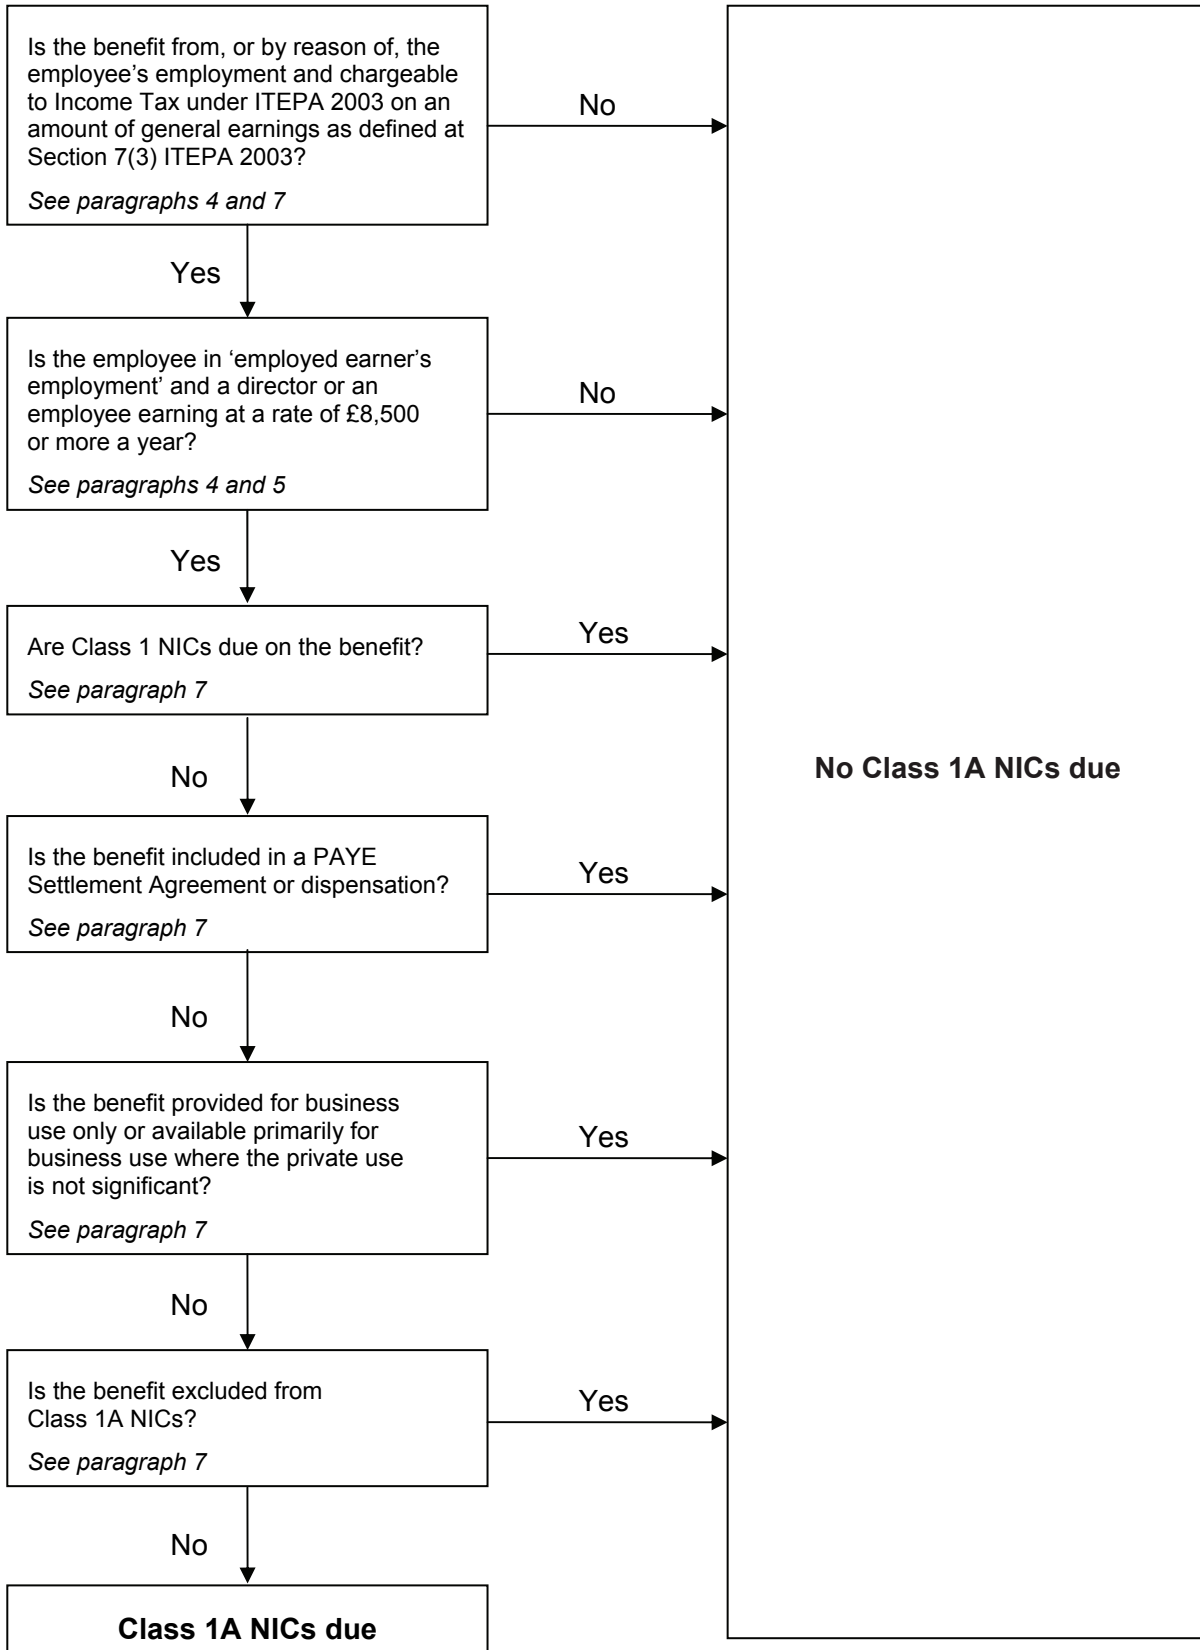 Is the benefit from, or by reason of, the
employee’s employment and chargeable
to Income Tax under ITEPA 2003 on an
amount of general earnings as defined at
Section 7(3) ITEPA 2003?
See paragraphs 4 and 7
No
Yes
Is the employee in ‘employed earner’s
employment’ and a director or an
employee earning at a rate of £8,500
or more a year?
See paragraphs 4 and 5
No
Yes
Are Class 1 NICs due on the benefit?
See paragraph 7
Yes
No
Is the benefit included in a PAYE
Settlement Agreement or dispensation?
See paragraph 7
Yes
No
Is the benefit provided for business
use only or available primarily for
business use where the private use
is not significant?
See paragraph 7
Yes
No
Is the benefit excluded from
Class 1A NICs?
See paragraph 7
Yes
No
Class 1A NICs due
No Class 1A NICs due